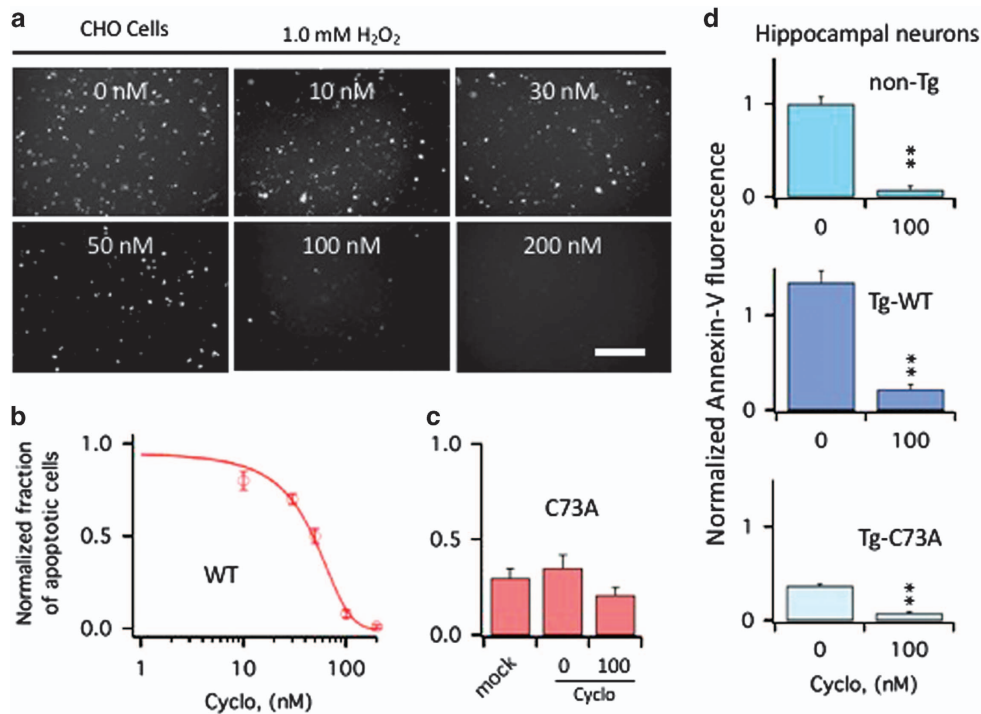 a
CHO Cells
1.0 mM H₂O₂
0 nM
10 nM
30 nM
50 nM
100 nM
200 nM
b
Normalized fraction
of apoptotic cells
1.0
0.5
0.0
WT
1
10
100
Cyclo, (nM)
c
1.0
0.5
0.0
C73A
mock
0
100
Cyclo
d
Hippocampal neurons
Normalized Annexin-V fluorescence
non-Tg
1
0
**
0
100
Tg-WT
1
0
**
0
100
Tg-C73A
1
0
**
0
100
Cyclo, (nM)